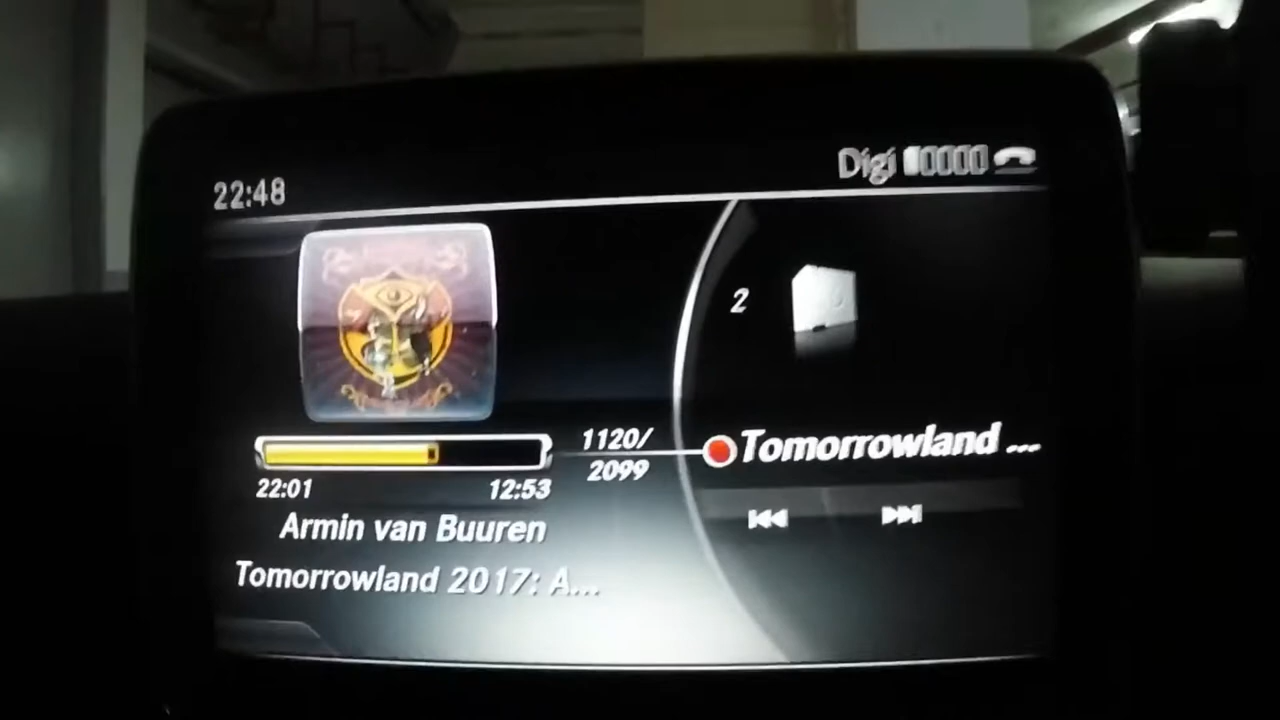 22:48
Digi
2
1120/
2099
Tomorrowland ...
22:01
12:53
Armin van Buuren
Tomorrowland 2017: A...